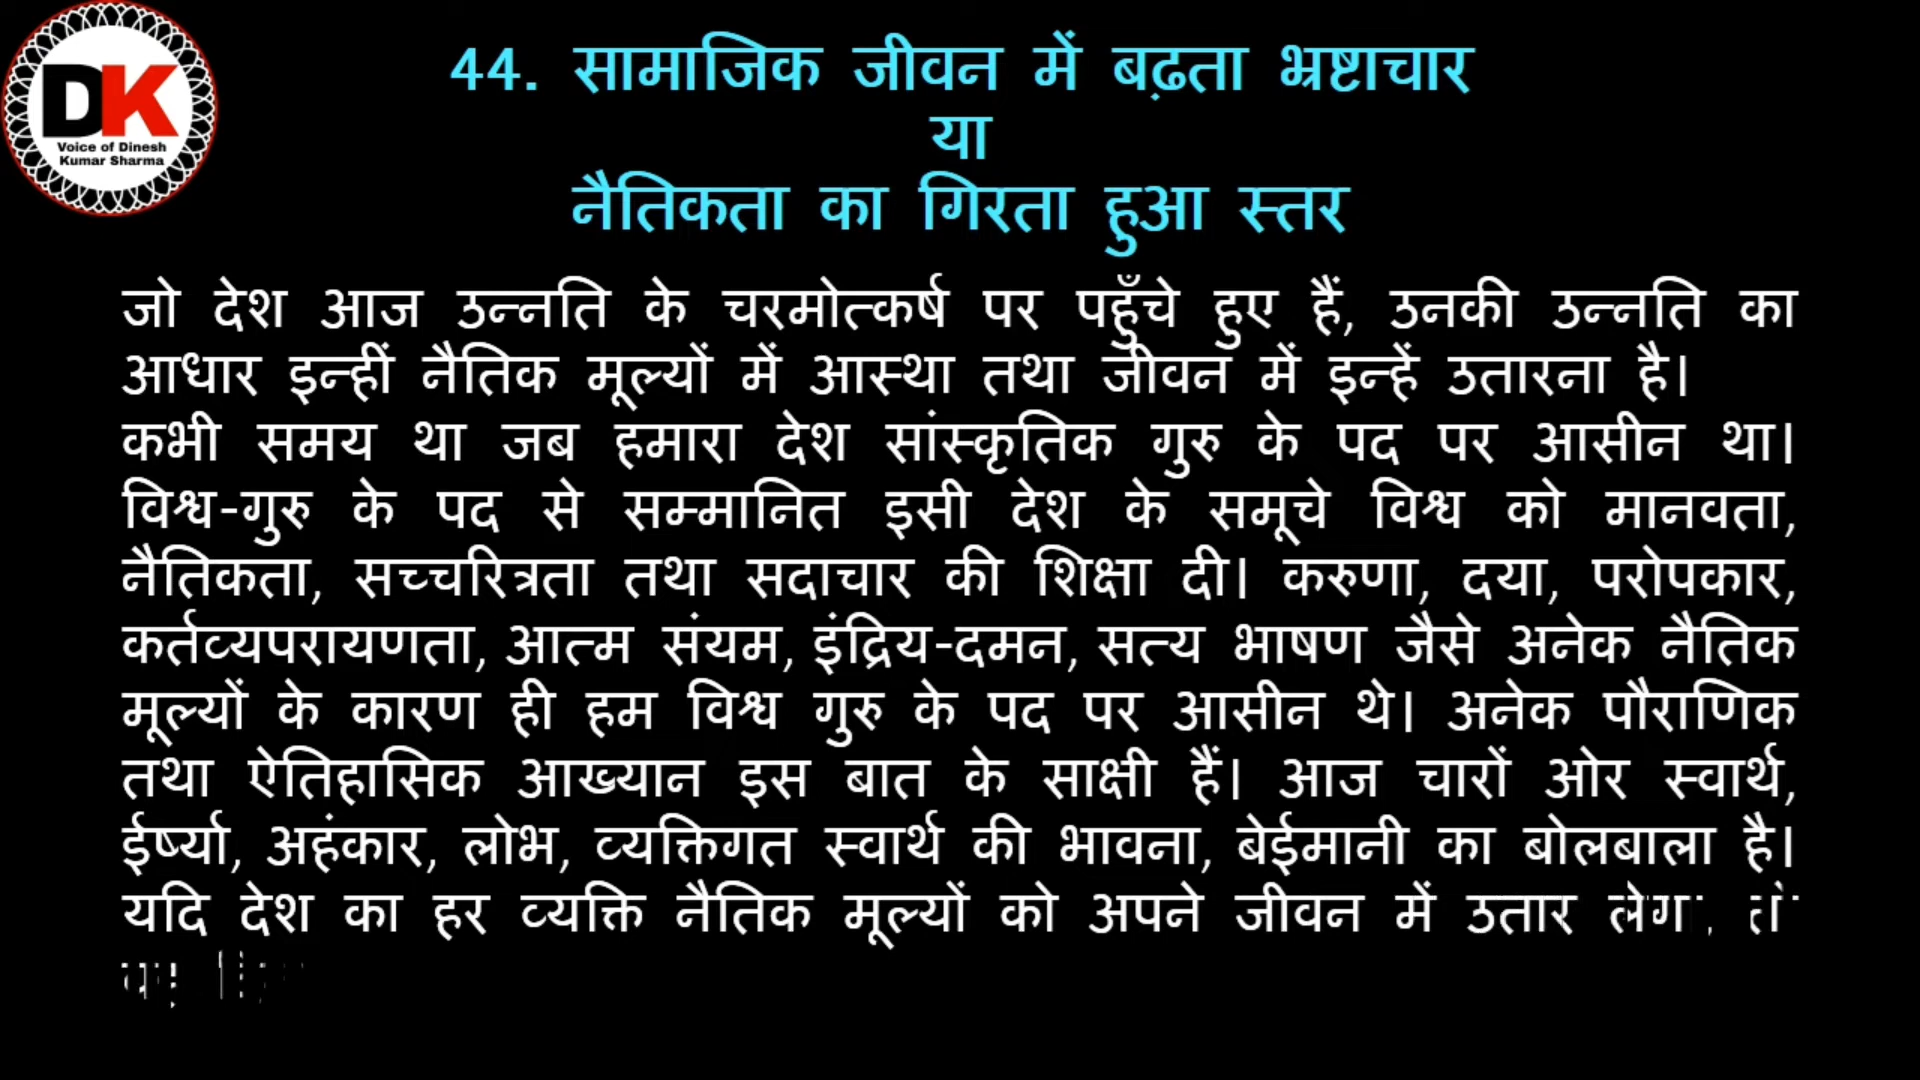 DK
Voice of Dinesh
Kumar Sharma
44. सामाजिक जीवन में बढ़ता भ्रष्टाचार
या
नैतिकता का गिरता हुआ स्तर
जो देश आज उन्नति के चरमोत्कर्ष पर पहुँचे हुए हैं, उनकी उन्नति का
आधार इन्हीं नैतिक मूल्यों में आस्था तथा जीवन में इन्हें उतारना है।
कभी समय था जब हमारा देश सांस्कृतिक गुरु के पद पर आसीन था।
विश्व-गुरु के पद से सम्मानित इसी देश के समूचे विश्व को मानवता,
नैतिकता, सच्चरित्रता तथा सदाचार की शिक्षा दी। करुणा, दया, परोपकार,
कर्तव्यपरायणता, आत्म संयम, इंद्रिय-दमन, सत्य भाषण जैसे अनेक नैतिक
मूल्यों के कारण ही हम विश्व गुरु के पद पर आसीन थे। अनेक पौराणिक
तथा ऐतिहासिक आख्यान इस बात के साक्षी हैं। आज चारों ओर स्वार्थ,
ईर्ष्या, अहंकार, लोभ, व्यक्तिगत स्वार्थ की भावना, बेईमानी का बोलबाला है।
यदि देश का हर व्यक्ति नैतिक मूल्यों को अपने जीवन में उतार लेगा, तो